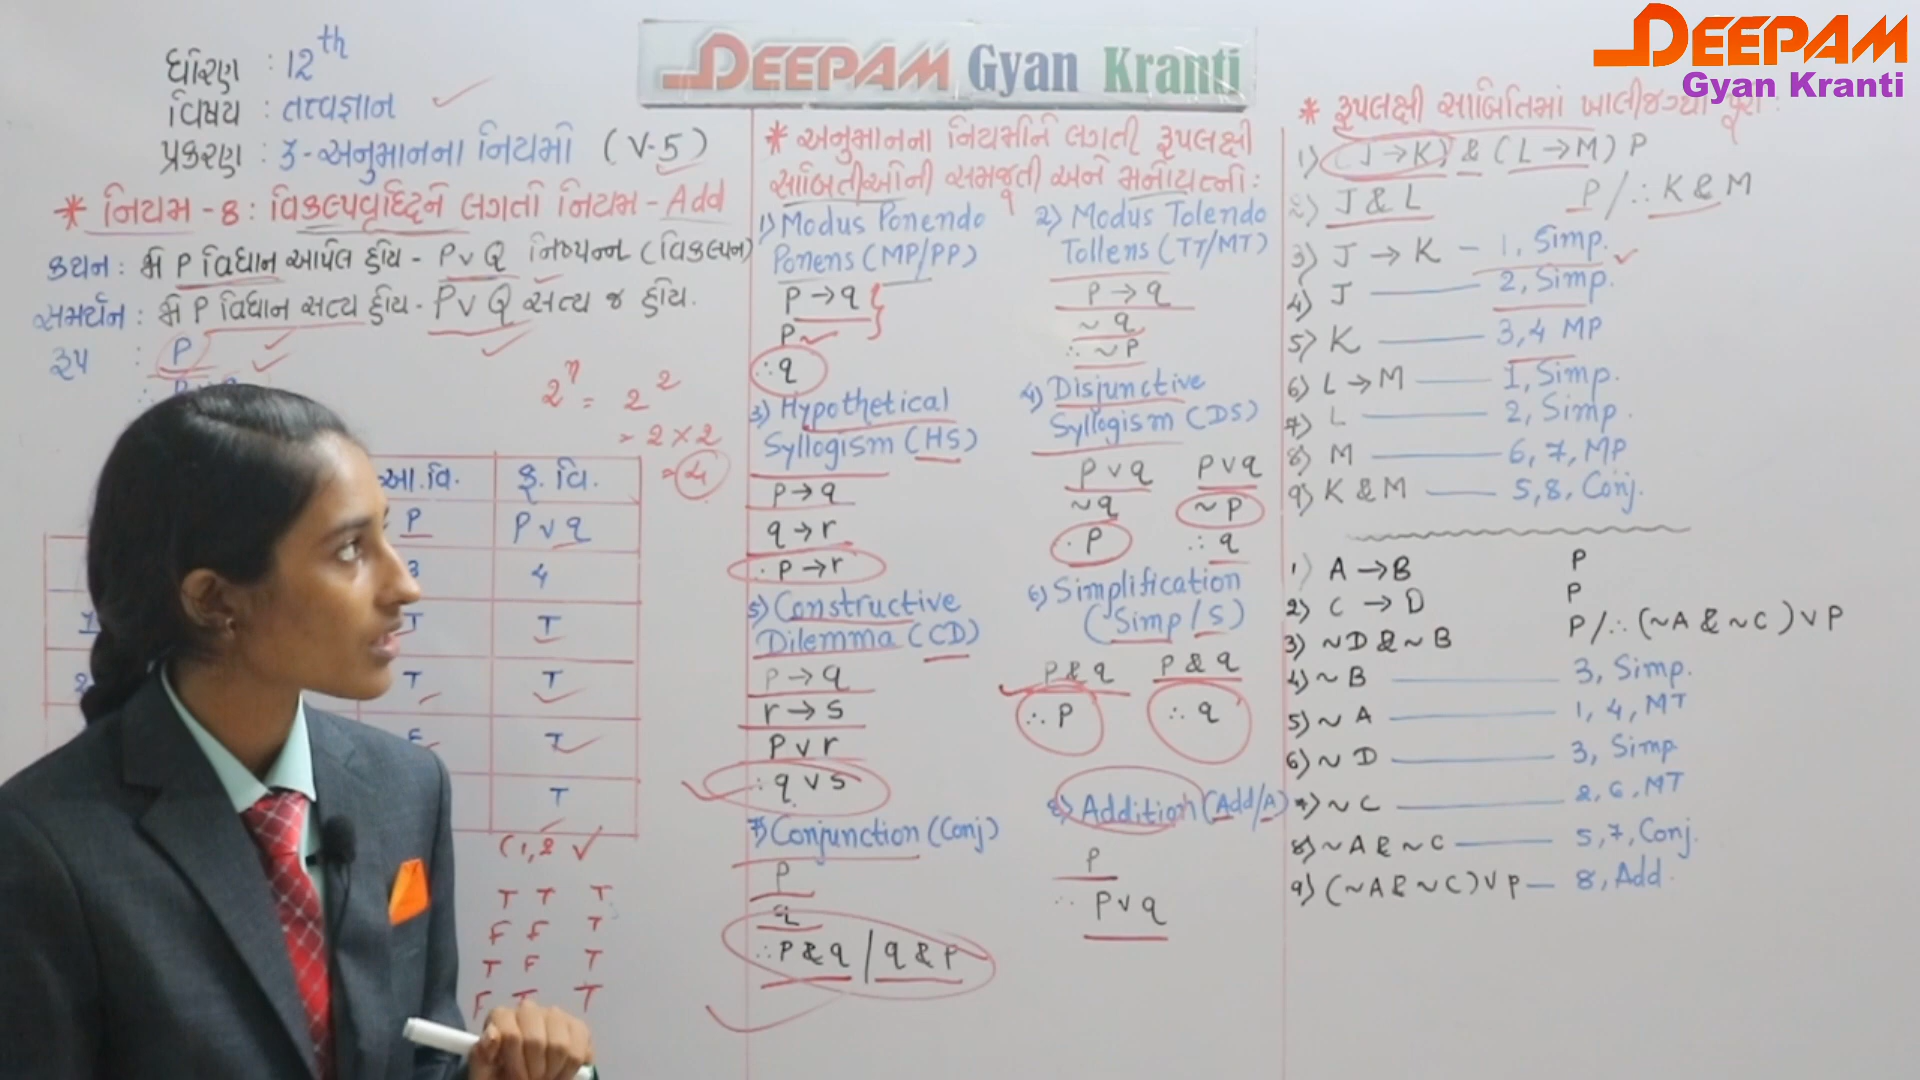 DEEPAM Gyan Kranti
DEEPAM
Gyan Kranti
ધોરણ : 12th
વિષય : તત્વજ્ઞાન
પ્રકરણ : 3-અનુમાનના નિયમો (V-5)
* નિયમ -8 : વિકલ્પવૃદ્ધિને લગતો નિયમ - Add
કથન : જો P વિધાન આપેલ હોય - P v Q નિષ્પન્ન (વિકલ્પન)
સમર્થન : જો P વિધાન સત્ય હોય - P v Q સત્ય જ હોય.
રૂપ : P
2ⁿ = 2²
= 2 × 2
= 4
આ.વિ. ફ.વિ.
P P v q
3 4
T T
T T
F T
T
(1,2 ✓
T T T
F F T
T F T
F T T
* અનુમાનના નિયમોને લગતી રૂપલક્ષી
સાબિતીઓની સમજૂતી અને મનોયત્નો :
1) Modus Ponendo
Ponens (MP/PP)
P → q
P
∴ q
2) Modus Tolendo
Tollens (TT/MT)
P → q
~ q
∴ ~ P
3) Hypothetical
Syllogism (HS)
P → q
q → r
∴ P → r
4) Disjunctive
Syllogism (DS)
P v q P v q
~ q ~ P
∴ P ∴ q
5) Constructive
Dilemma (CD)
P → q
r → s
P v r
∴ q v s
6) Simplification
(Simp/S)
P & q P & q
∴ P ∴ q
7) Conjunction (Conj)
P
q
∴ P & q / q & P
8) Addition (Add/A)
P
∴ P v q
* રૂપલક્ષી સાબિતિમાં ખાલીજગ્યા પૂરો :
1) (J → K) & (L → M) P
2) J & L P / ∴ K & M
3) J → K - 1, Simp.
4) J 2, Simp.
5) K 3, 4 MP
6) L → M 1, Simp.
7) L 2, Simp.
8) M 6, 7, MP
9) K & M 5, 8, Conj.
1) A → B P
2) C → D P
3) ~ D & ~ B P / ∴ (~ A & ~ C) v P
4) ~ B 3, Simp.
5) ~ A 1, 4, MT
6) ~ D 3, Simp
7) ~ C 2, 6, MT
8) ~ A & ~ C 5, 7, Conj.
9) (~ A & ~ C) v P - 8, Add.